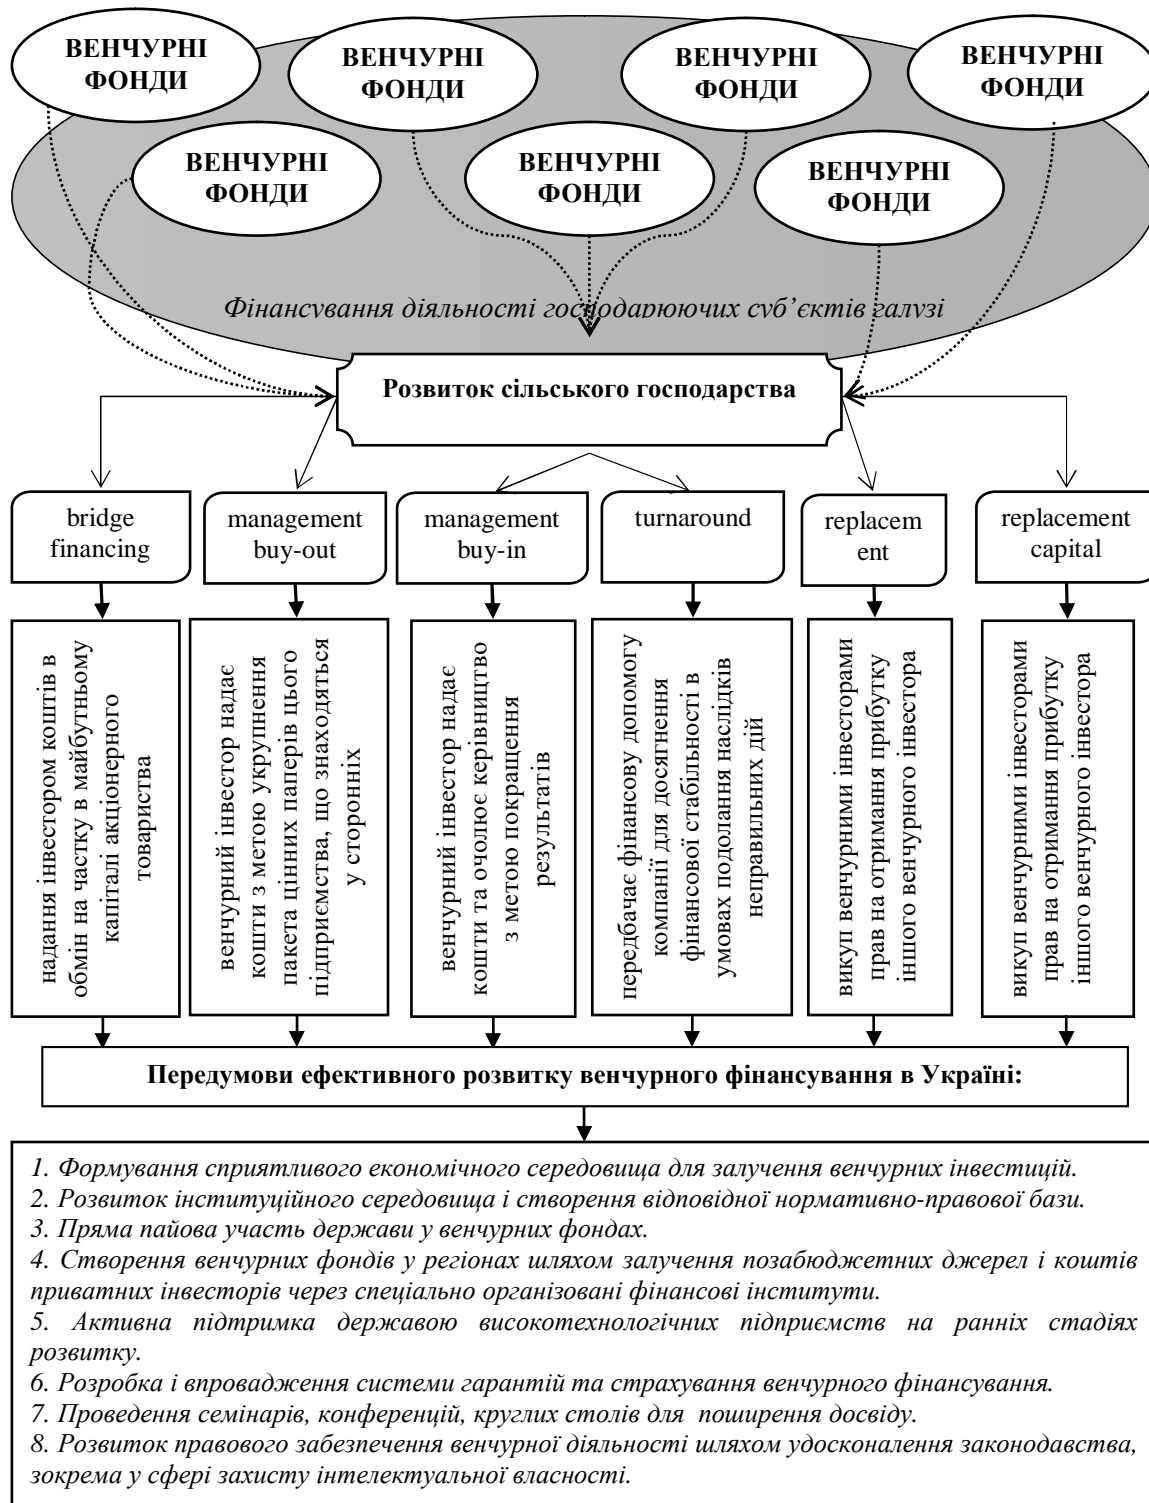 ВЕНЧУРНІ
ФОНДИ
ВЕНЧУРНІ
ФОНДИ
ВЕНЧУРНІ
ФОНДИ
ВЕНЧУРНІ
ФОНДИ
ВЕНЧУРНІ
ФОНДИ
ВЕНЧУРНІ
ФОНДИ
ВЕНЧУРНІ
ФОНДИ
Фінансування діяльності господарюючих суб’єктів галузі
Розвиток сільського господарства
bridge
financing
management
buy-out
management
buy-in
turnaround
replacem
ent
replacement
capital
надання інвестором коштів в
обмін на частку в майбутньому
капіталі акціонерного
товариства
венчурний інвестор надає
кошти з метою укрупнення
пакета цінних паперів цього
підприємства, що знаходяться
у сторонніх
венчурний інвестор надає
кошти та очолює керівництво
з метою покращення
результатів
передбачає фінансову допомогу
компанії для досягнення
фінансової стабільності в
умовах подолання наслідків
неправильних дій
викуп венчурними інвесторами
прав на отримання прибутку
іншого венчурного інвестора
викуп венчурними інвесторами
прав на отримання прибутку
іншого венчурного інвестора
Передумови ефективного розвитку венчурного фінансування в Україні:
1. Формування сприятливого економічного середовища для залучення венчурних інвестицій.
2. Розвиток інституційного середовища і створення відповідної нормативно-правової бази.
3. Пряма пайова участь держави у венчурних фондах.
4. Створення венчурних фондів у регіонах шляхом залучення позабюджетних джерел і коштів
приватних інвесторів через спеціально організовані фінансові інститути.
5. Активна підтримка державою високотехнологічних підприємств на ранніх стадіях
розвитку.
6. Розробка і впровадження системи гарантій та страхування венчурного фінансування.
7. Проведення семінарів, конференцій, круглих столів для поширення досвіду.
8. Розвиток правового забезпечення венчурної діяльності шляхом удосконалення законодавства,
зокрема у сфері захисту інтелектуальної власності.